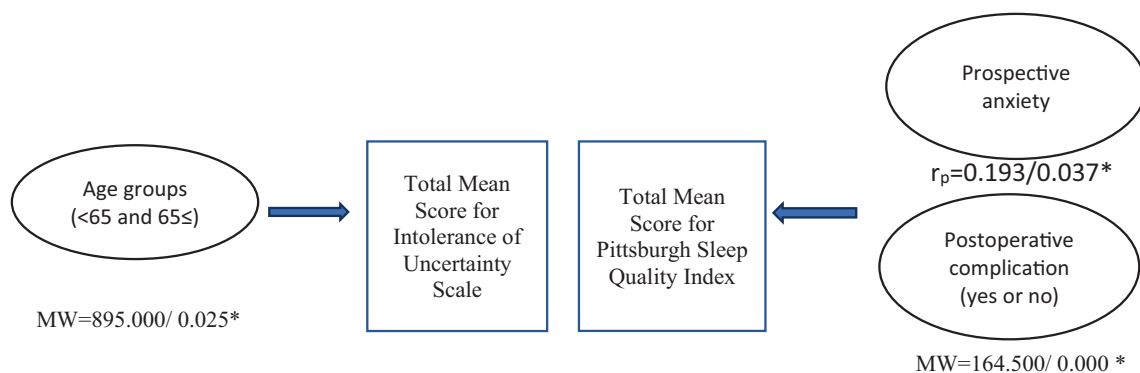 Age groups
(<65 and 65≤)
MW=895.000/ 0.025*
Total Mean
Score for
Intolerance of
Uncertainty
Scale
Total Mean
Score for
Pittsburgh Sleep
Quality Index
Prospective
anxiety
rp=0.193/0.037*
Postoperative
complication
(yes or no)
MW=164.500/ 0.000 *